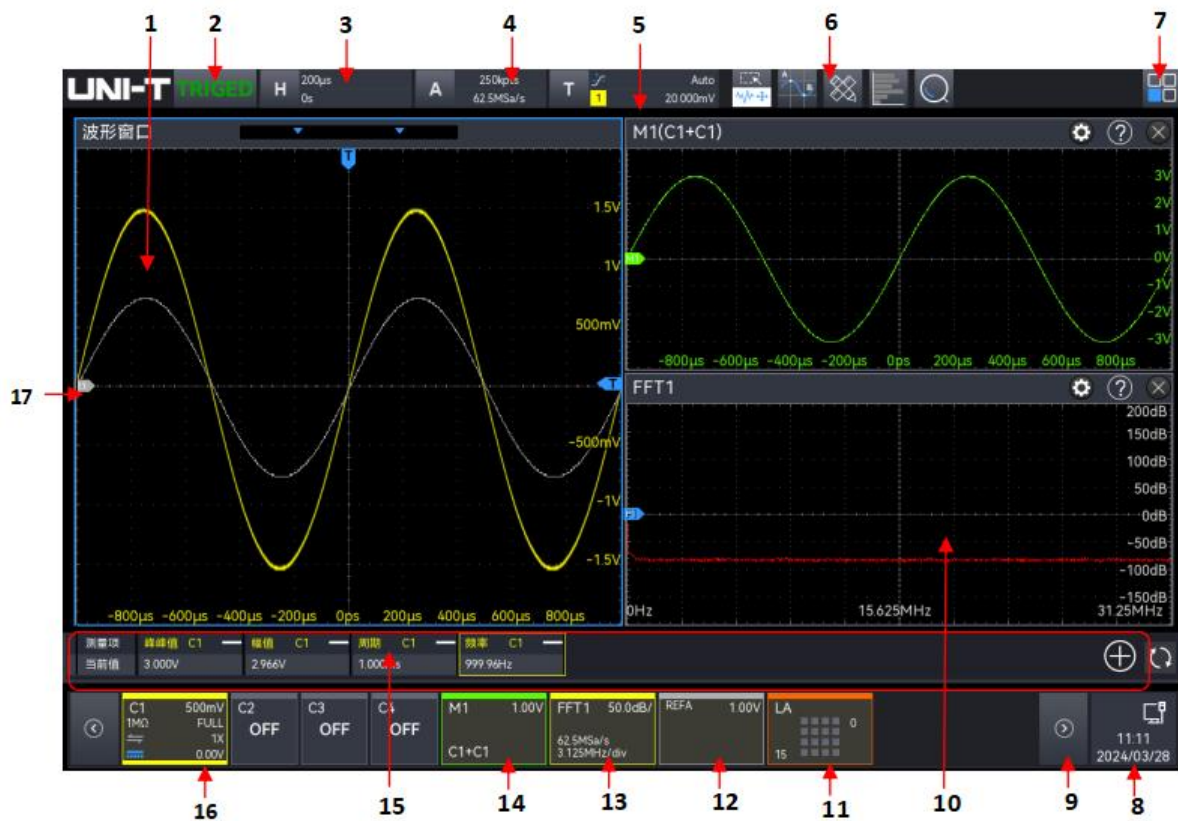 1 2 3 4 5 6 7
UNI-T TRIGED H 200μs 0s A 250kpts 62.5MSa/s T 1 Auto 20.000mV
波形窗口
T
1.5V
1V
500mV
T
-500mV
-1V
-1.5V
-800μs -600μs -400μs -200μs 0ps 200μs 400μs 600μs 800μs
17
M1(C1+C1)
3V
2V
1V
M1 0V
-1V
-2V
-3V
-800μs -600μs -400μs -200μs 0ps 200μs 400μs 600μs 800μs
FFT1
200dB
150dB
100dB
50dB
0dB
-50dB
-100dB
-150dB
0Hz 15.625MHz 31.25MHz
测量项 峰峰值 C1 幅值 C1 周期 C1 频率 C1
当前值 3.000V 2.966V 999.96Hz
C1 500mV
1MΩ FULL
1X
0.00V
C2
OFF
C3
OFF
C4
OFF
M1 1.00V
C1+C1
FFT1 50.0dB/
62.5MSa/s
3.125MHz/div
REFA 1.00V
LA
0
15
11:11
2024/03/28
16 15 14 13 12 11 10 9 8